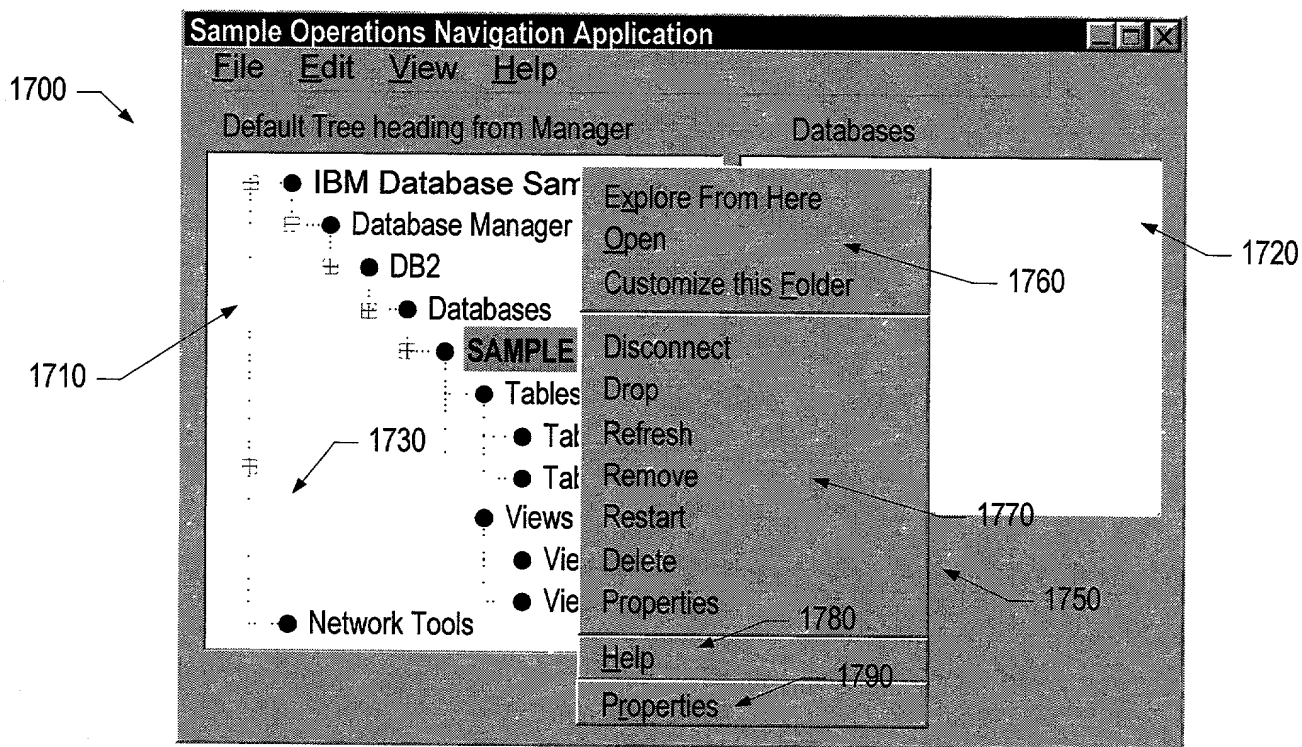 Sample Operations Navigation Application
File Edit View Help
1700
Default Tree heading from Manager
Databases
IBM Database Sam
Database Manager
DB2
Databases
SAMPLE
Tables
Tab
Tab
Views
Vie
Vie
Network Tools
Explore From Here
Open
Customize this Folder
Disconnect
Drop
Refresh
Remove
Restart
Delete
Properties
Help
Properties
1710
1720
1730
1760
1770
1750
1780
1790